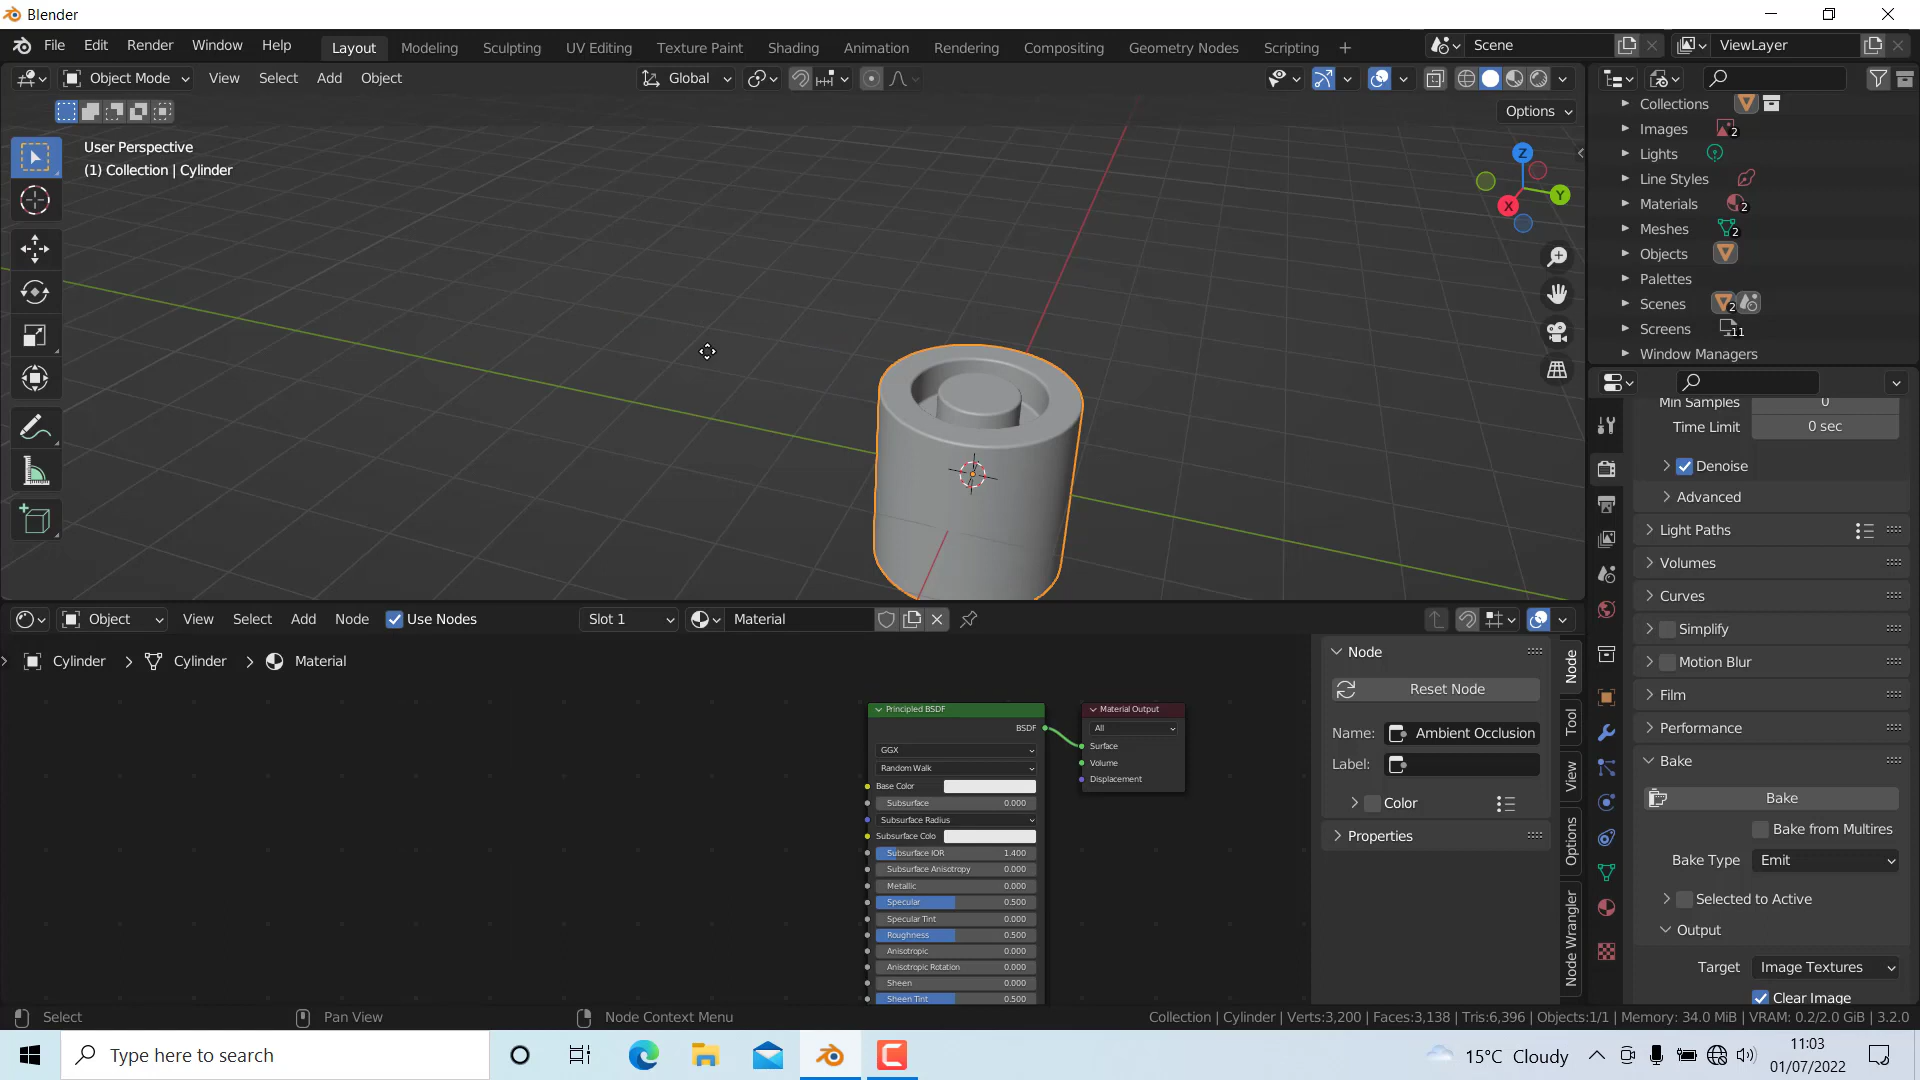 Blender
File Edit Render Window Help Layout Modeling Sculpting UV Editing Texture Paint Shading Animation Rendering Compositing Geometry Nodes Scripting + Scene ViewLayer
Object Mode View Select Add Object Global
Options
User Perspective
(1) Collection | Cylinder
Z
Y
X
Collections
Images 2
Lights
Line Styles
Materials 2
Meshes 2
Objects
Palettes
Scenes 2
Screens 11
Window Managers
Min Samples 0
Time Limit 0 sec
Denoise
Advanced
Light Paths
Volumes
Curves
Simplify
Motion Blur
Film
Performance
Bake
Bake
Bake from Multires
Bake Type Emit
Selected to Active
Output
Target Image Textures
Clear Image
Object View Select Add Node Use Nodes Slot 1 Material
Cylinder > Cylinder > Material
Principled BSDF
BSDF
GGX
Random Walk
Base Color
Subsurface 0.000
Subsurface Radius
Subsurface Colo
Subsurface IOR 1.400
Subsurface Anisotropy 0.000
Metallic 0.000
Specular 0.500
Specular Tint 0.000
Roughness 0.500
Anisotropic 0.000
Anisotropic Rotation 0.000
Sheen 0.000
Sheen Tint 0.500
Material Output
All
Surface
Volume
Displacement
Node
Reset Node
Name: Ambient Occlusion
Label:
Color
Properties
Node
Tool
View
Options
Node Wrangler
Select Pan View Node Context Menu Collection | Cylinder | Verts:3,200 | Faces:3,138 | Tris:6,396 | Objects:1/1 | Memory: 34.0 MiB | VRAM: 0.2/2.0 GiB | 3.2.0
Type here to search 15°C Cloudy 11:03
01/07/2022